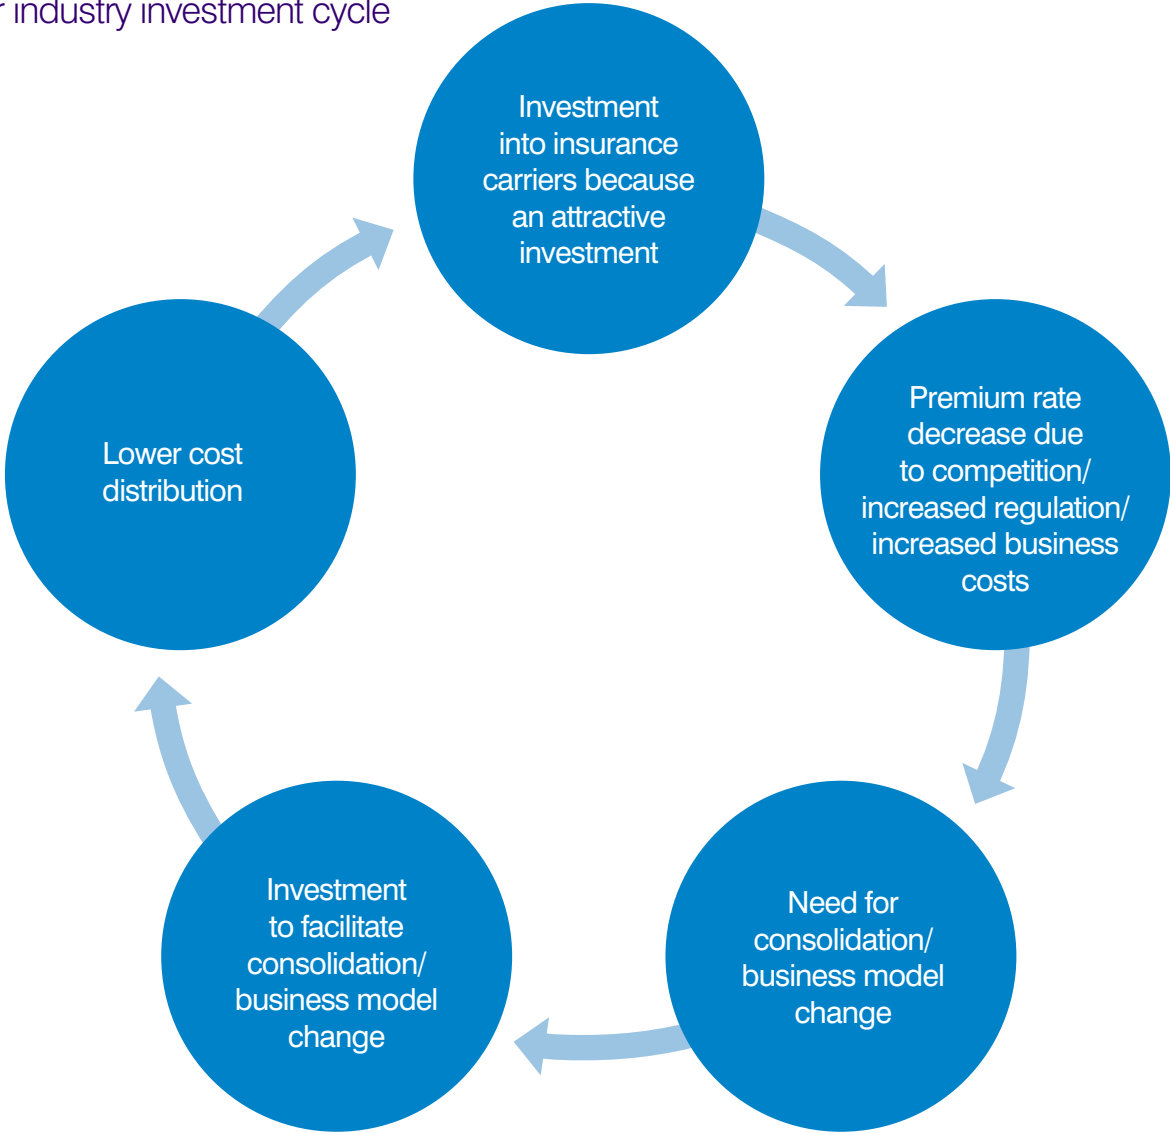 industry investment cycle
Investment
into insurance
carriers because
an attractive
investment
Premium rate
decrease due
to competition/
increased regulation/
increased business
costs
Need for
consolidation/
business model
change
Investment
to facilitate
consolidation/
business model
change
Lower cost
distribution